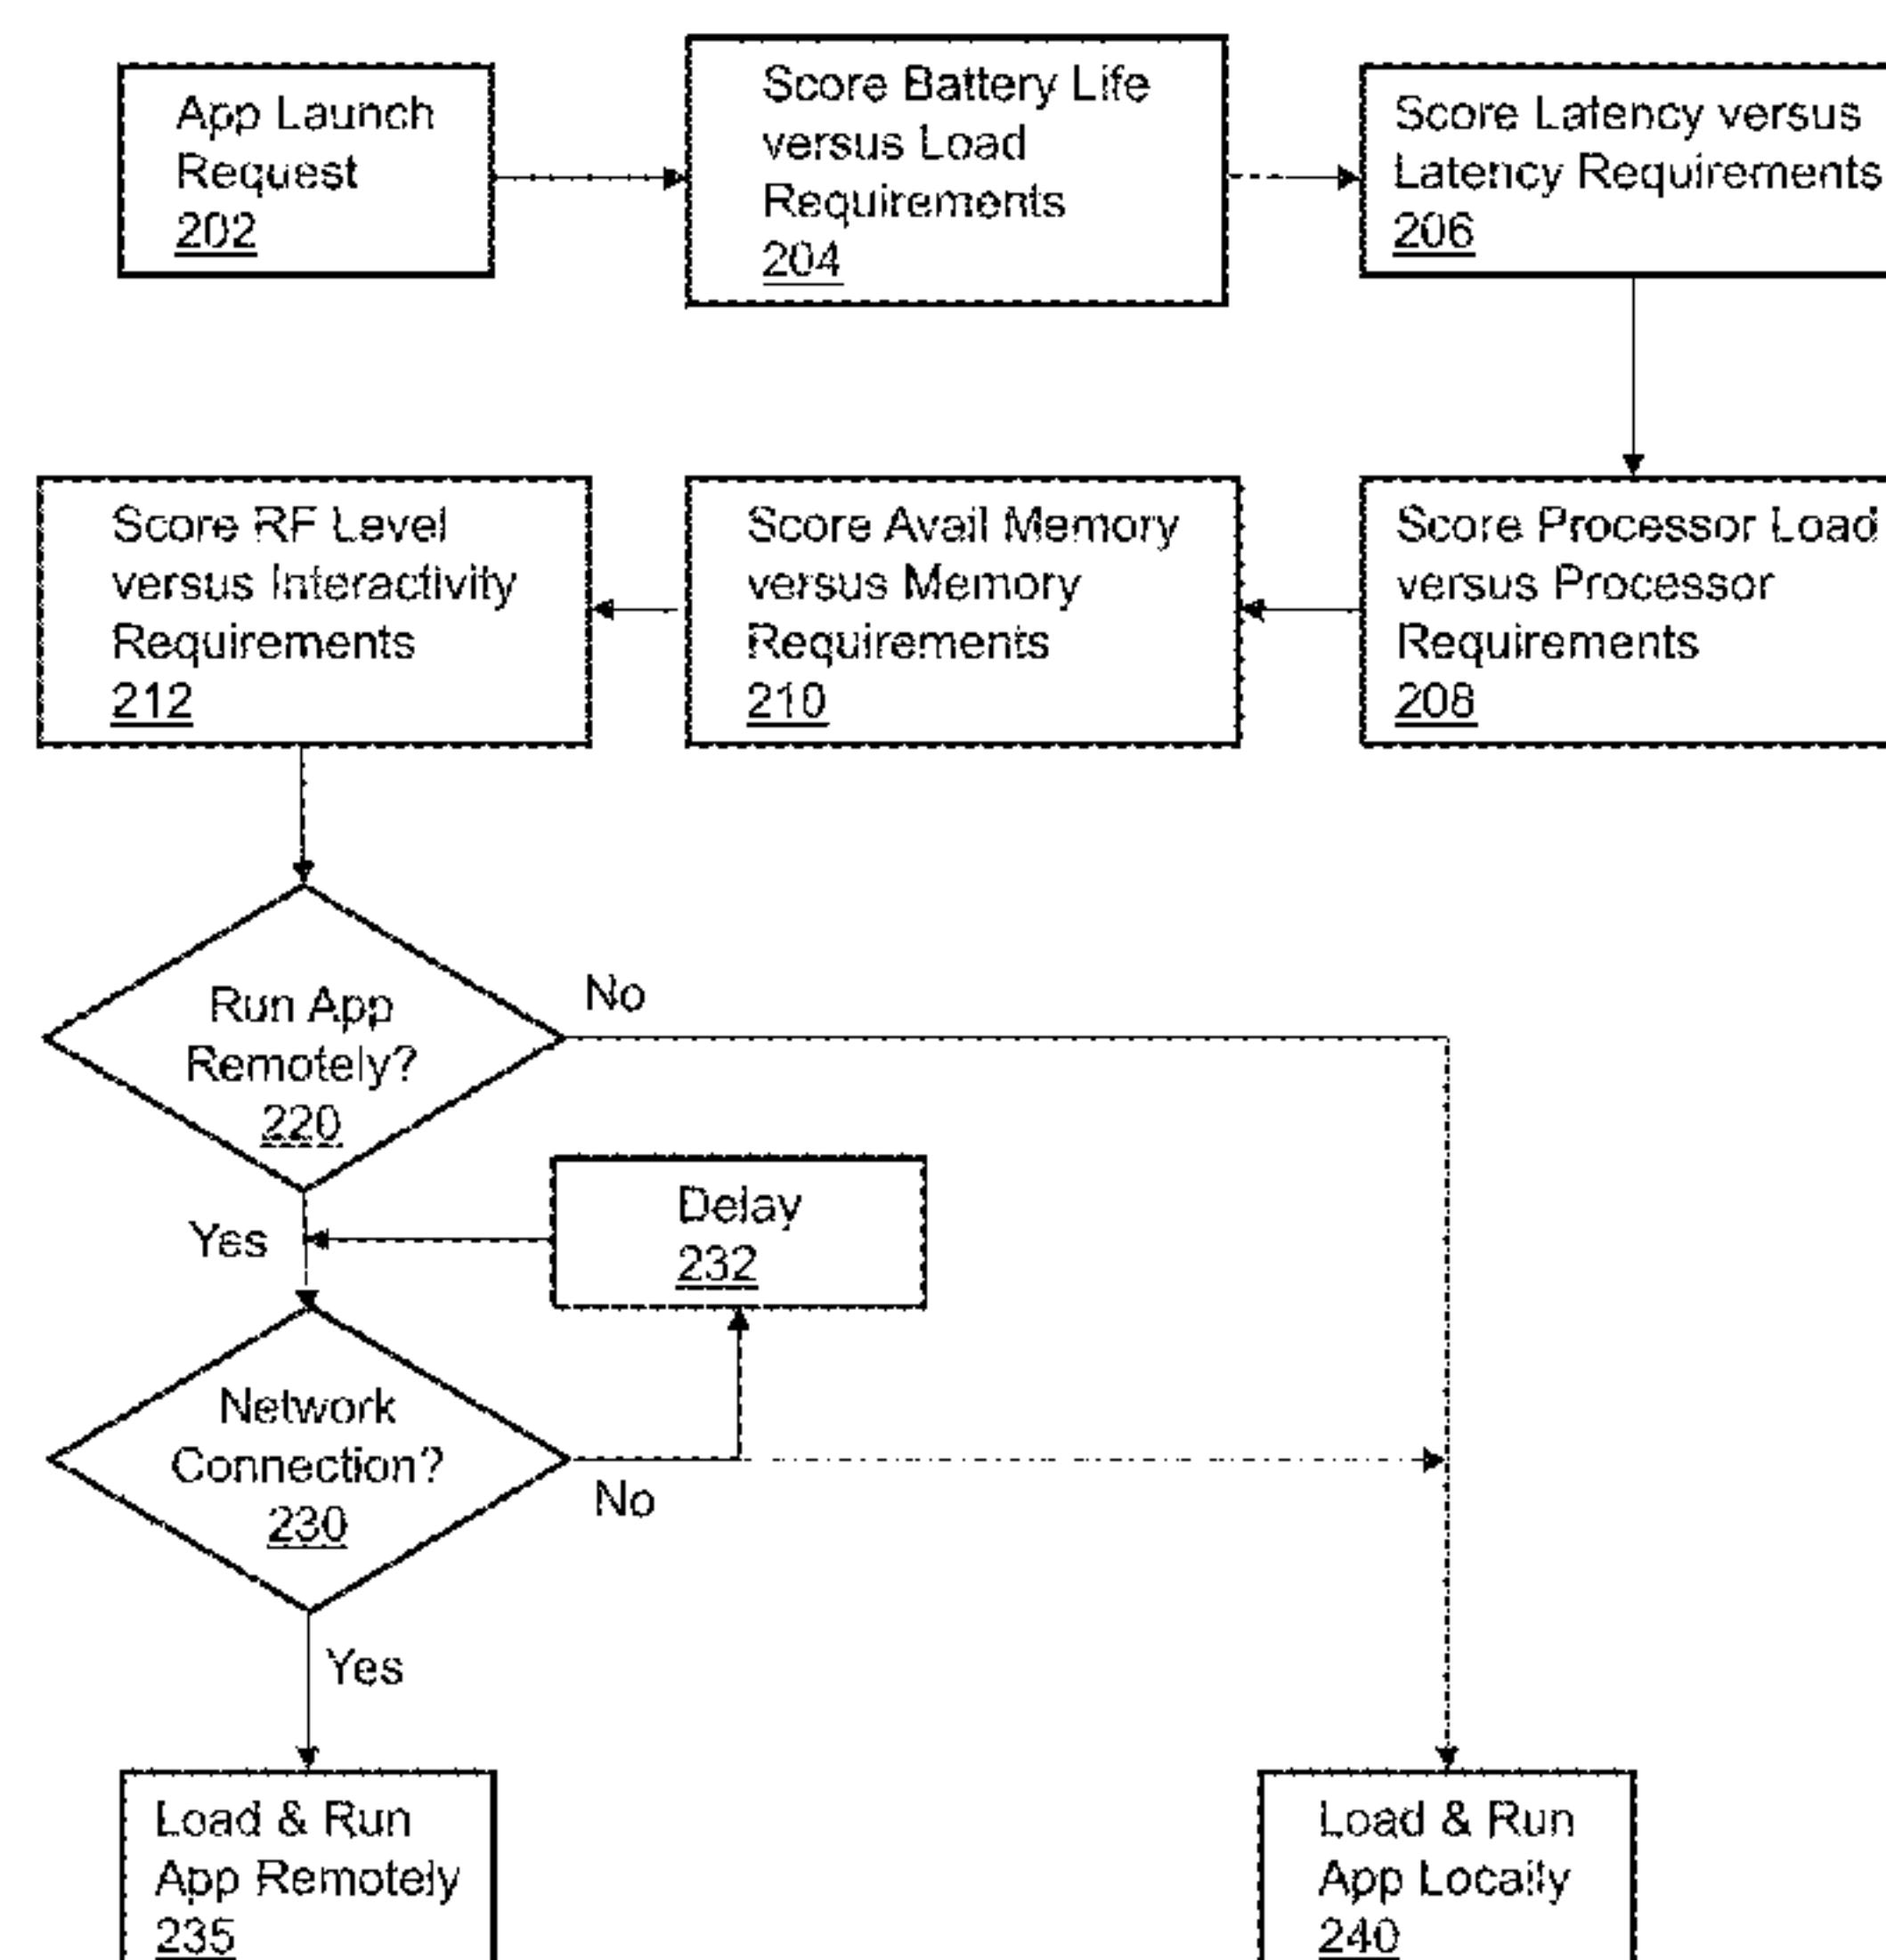 App Launch
Request
202
Score Battery Life
versus Load
Requirements
204
Score Latency versus
Latency Requirements
206
Score RF Level
versus Interactivity
Requirements
212
Score Avail Memory
versus Memory
Requirements
210
Score Processor Load
versus Processor
Requirements
208
Run App
Remotely?
220
No
Yes
Delay
232
Network
Connection?
230
No
Yes
Load & Run
App Remotely
235
Load & Run
App Locally
240